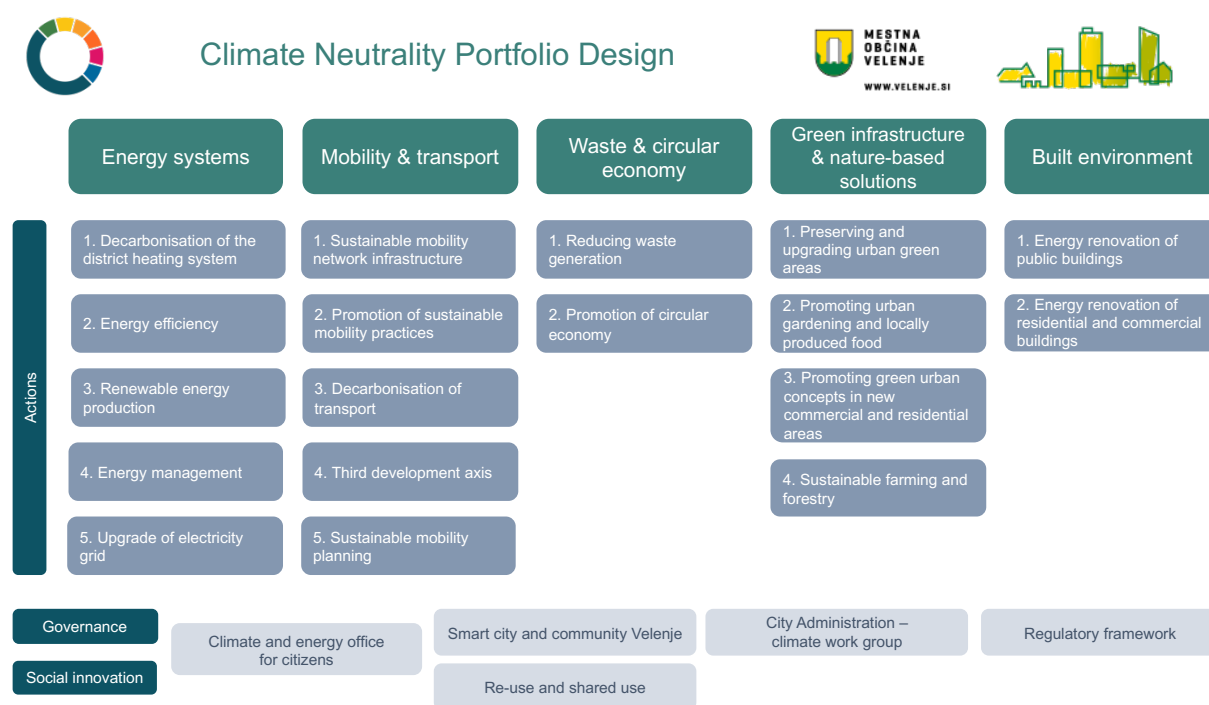 Climate Neutrality Portfolio Design
MESTNA
OBČINA
VELENJE
WWW.VELENJE.SI
Energy systems
Mobility & transport
Waste & circular
economy
Green infrastructure
& nature-based
solutions
Built environment
Actions
1. Decarbonisation of the
district heating system
2. Energy efficiency
3. Renewable energy
production
4. Energy management
5. Upgrade of electricity
grid
1. Sustainable mobility
network infrastructure
2. Promotion of sustainable
mobility practices
3. Decarbonisation of
transport
4. Third development axis
5. Sustainable mobility
planning
1. Reducing waste
generation
2. Promotion of circular
economy
1. Preserving and
upgrading urban green
areas
2. Promoting urban
gardening and locally
produced food
3. Promoting green urban
concepts in new
commercial and residential
areas
4. Sustainable farming and
forestry
1. Energy renovation of
public buildings
2. Energy renovation of
residential and commercial
buildings
Governance
Social innovation
Climate and energy office
for citizens
Smart city and community Velenje
Re-use and shared use
City Administration –
climate work group
Regulatory framework